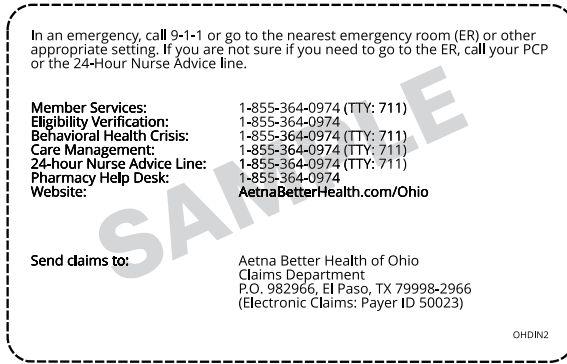 In an emergency, call 9-1-1 or go to the nearest emergency room (ER) or other
appropriate setting. If you are not sure if you need to go to the ER, call your PCP
or the 24-Hour Nurse Advice line.
Member Services: 1-855-364-0974 (TTY: 711)
Eligibility Verification: 1-855-364-0974
Behavioral Health Crisis: 1-855-364-0974 (TTY: 711)
Care Management: 1-855-364-0974 (TTY: 711)
24-hour Nurse Advice Line: 1-855-364-0974 (TTY: 711)
Pharmacy Help Desk: 1-855-364-0974
Website: AetnaBetterHealth.com/Ohio
SAMPLE
Send claims to: Aetna Better Health of Ohio
Claims Department
P.O. 982966, El Paso, TX 79998-2966
(Electronic Claims: Payer ID 50023)
OHDIN2